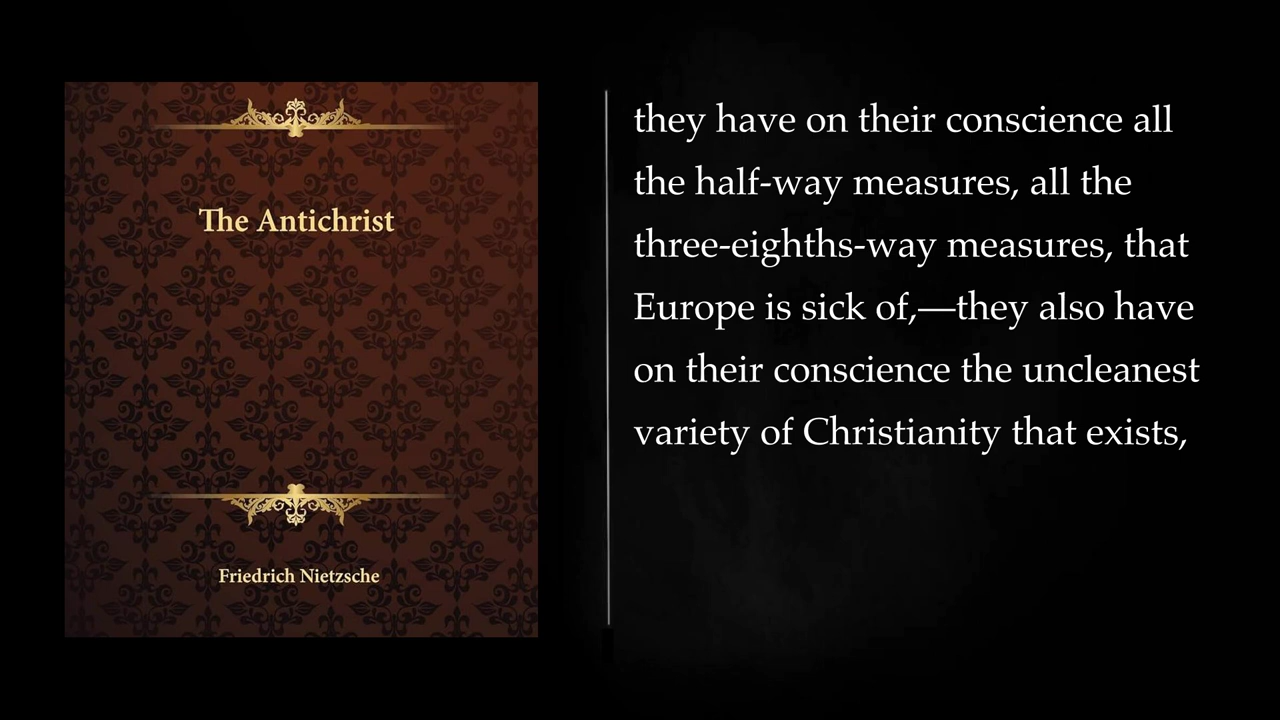 The Antichrist
Friedrich Nietzsche
they have on their conscience all
the half-way measures, all the
three-eighths-way measures, that
Europe is sick of,—they also have
on their conscience the uncleanest
variety of Christianity that exists,